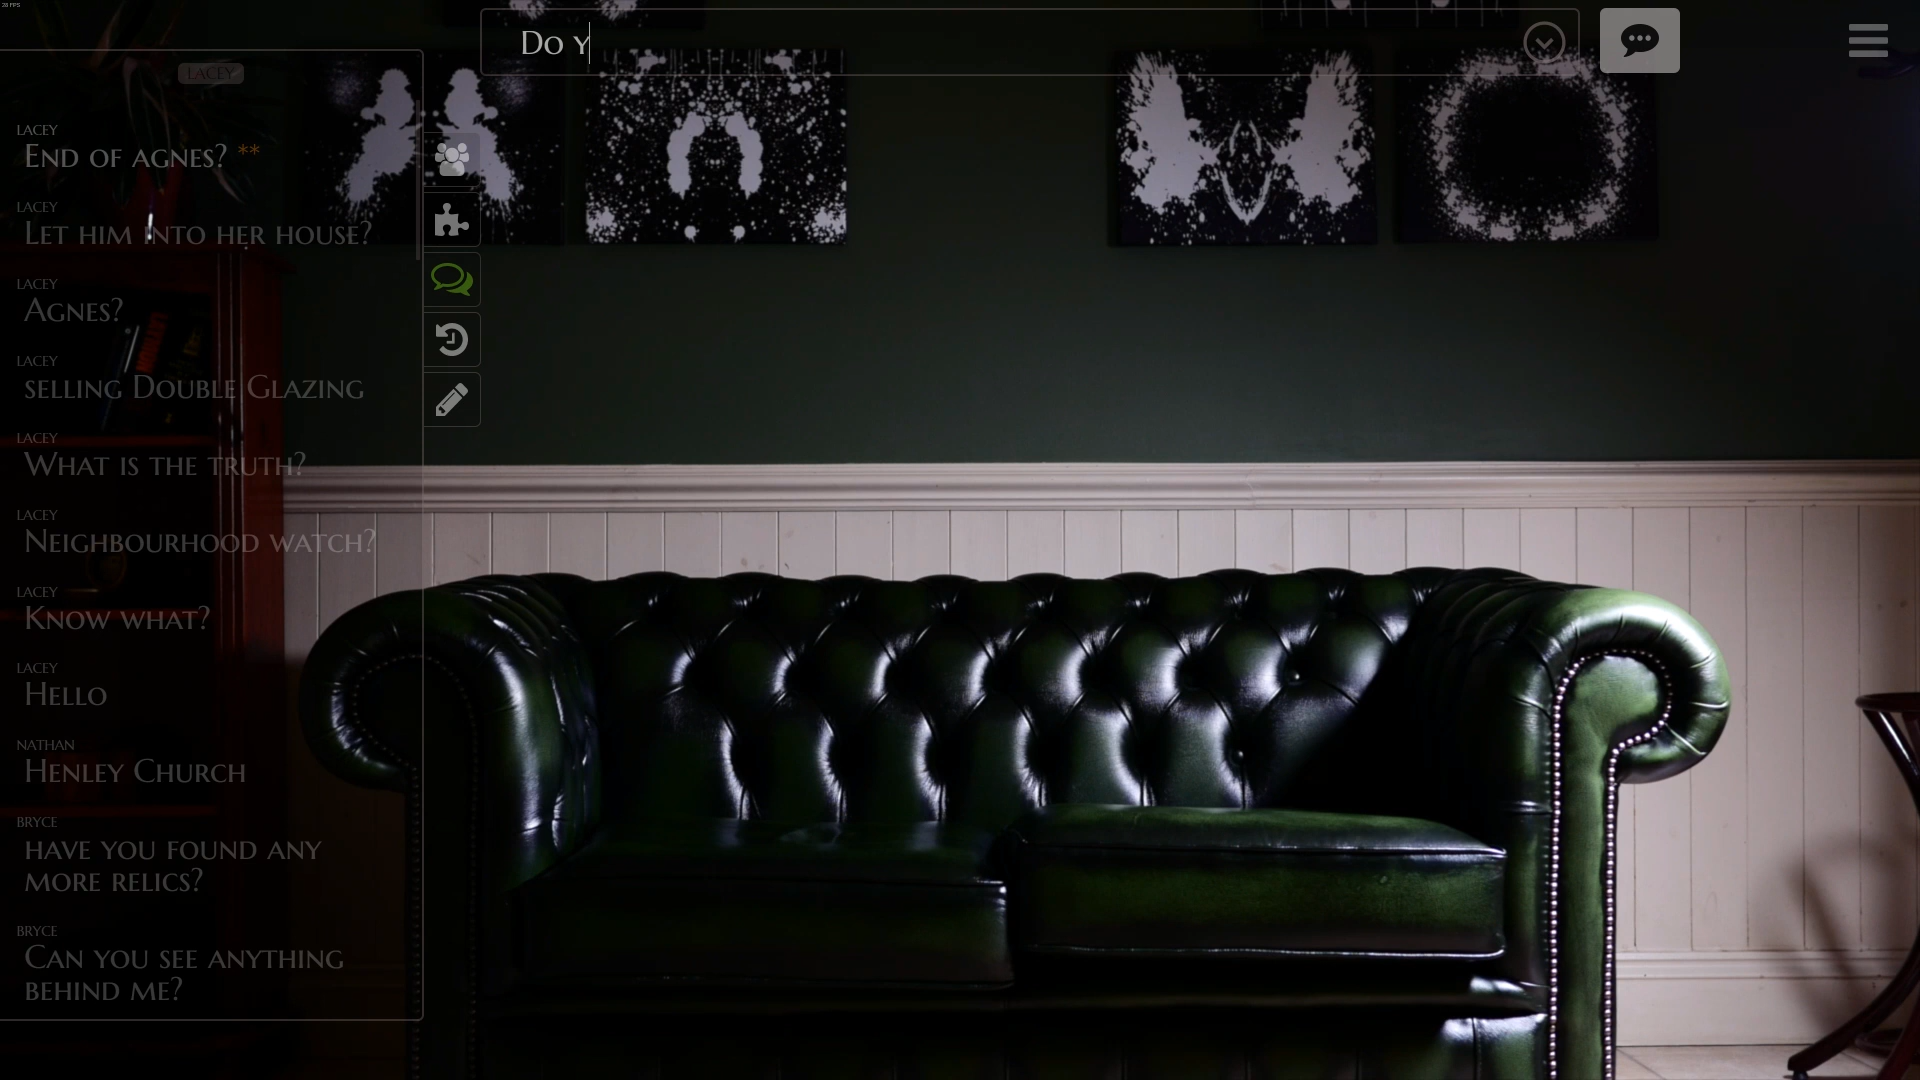 28 FPS
Do y
LACEY
LACEY
End of agnes? **
LACEY
Let him into her house?
LACEY
Agnes?
LACEY
selling Double Glazing
LACEY
What is the truth?
LACEY
Neighbourhood watch?
LACEY
Know what?
LACEY
Hello
NATHAN
Henley Church
BRYCE
have you found any
more relics?
BRYCE
Can you see anything
behind me?